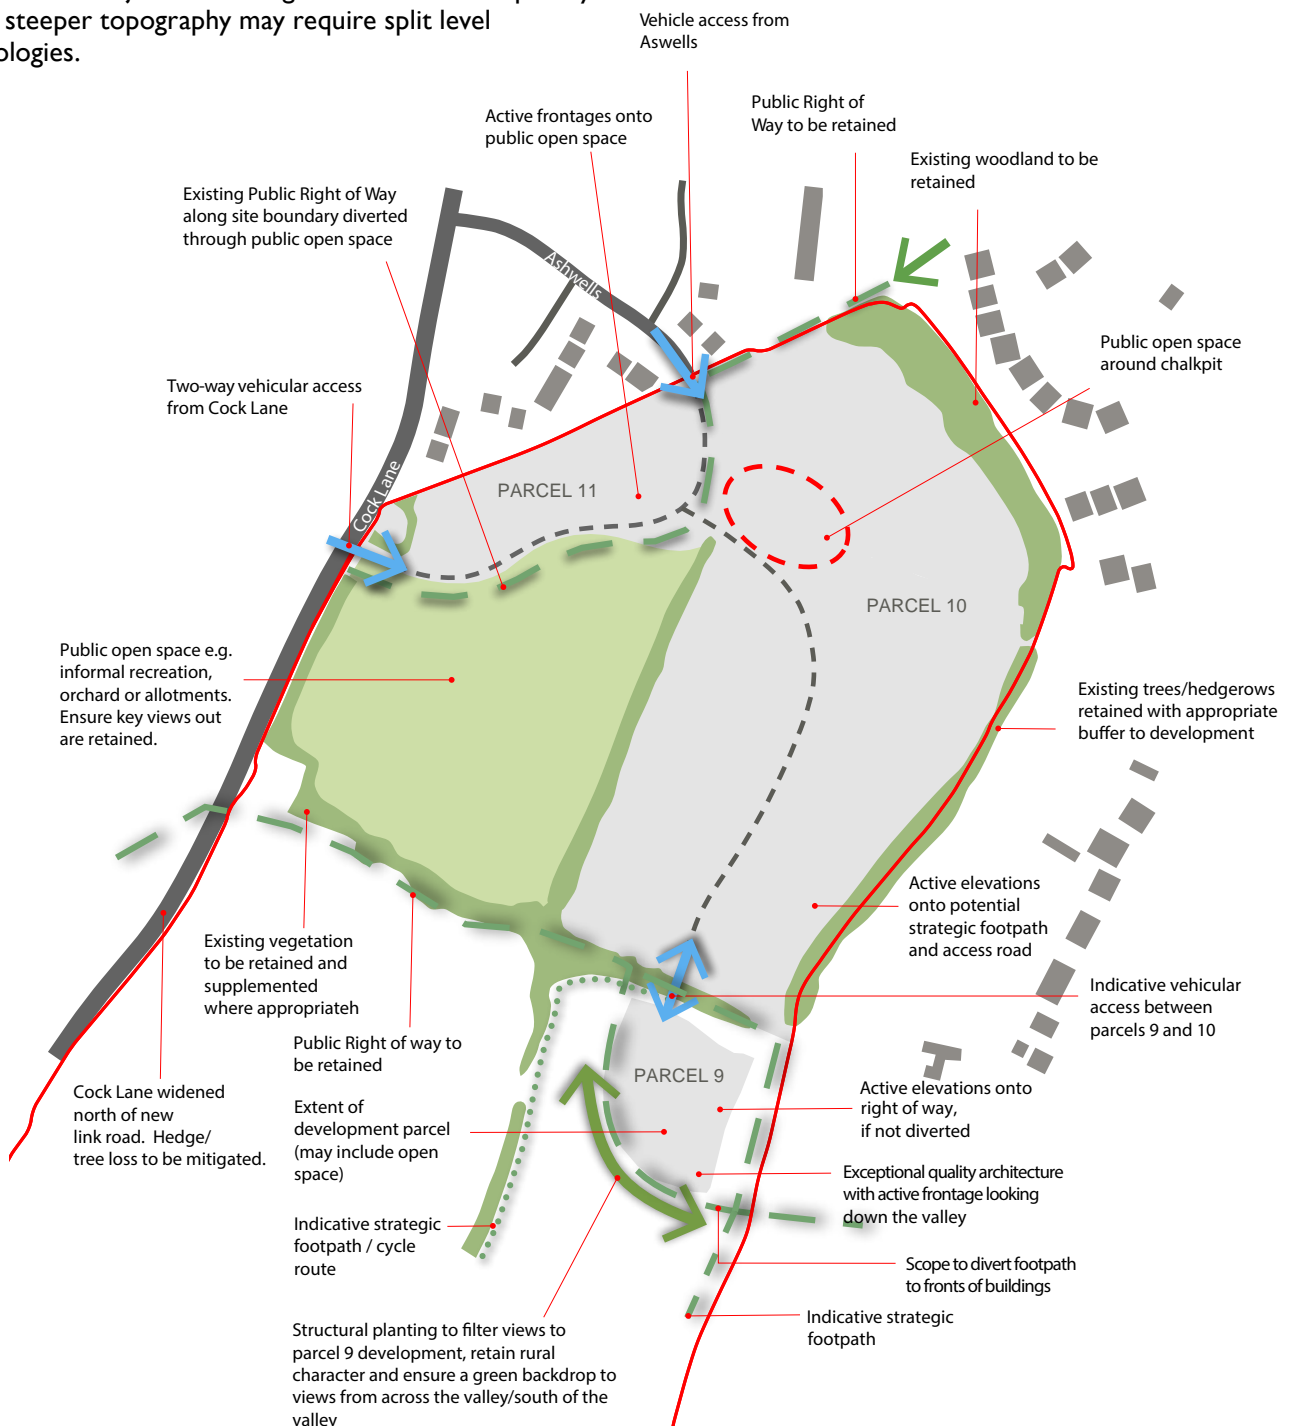 steeper topography may require split level
ologies.
Vehicle access from
Aswells
Active frontages onto
public open space
Public Right of
Way to be retained
Existing woodland to be
retained
Existing Public Right of Way
along site boundary diverted
through public open space
Ashwells
Public open space
around chalkpit
Two-way vehicular access
from Cock Lane
Cock Lane
PARCEL 11
PARCEL 10
Public open space e.g.
informal recreation,
orchard or allotments.
Ensure key views out
are retained.
Existing trees/hedgerows
retained with appropriate
buffer to development
Active elevations
onto potential
strategic footpath
and access road
Existing vegetation
to be retained and
supplemented
where appropriateh
Indicative vehicular
access between
parcels 9 and 10
Public Right of way to
be retained
PARCEL 9
Cock Lane widened
north of new
link road.  Hedge/
tree loss to be mitigated.
Extent of
development parcel
(may include open
space)
Active elevations onto
right of way,
if not diverted
Exceptional quality architecture
with active frontage looking
down the valley
Indicative strategic
footpath / cycle
route
Scope to divert footpath
to fronts of buildings
Indicative strategic
footpath
Structural planting to filter views to
parcel 9 development, retain rural
character and ensure a green backdrop to
views from across the valley/south of the
valley